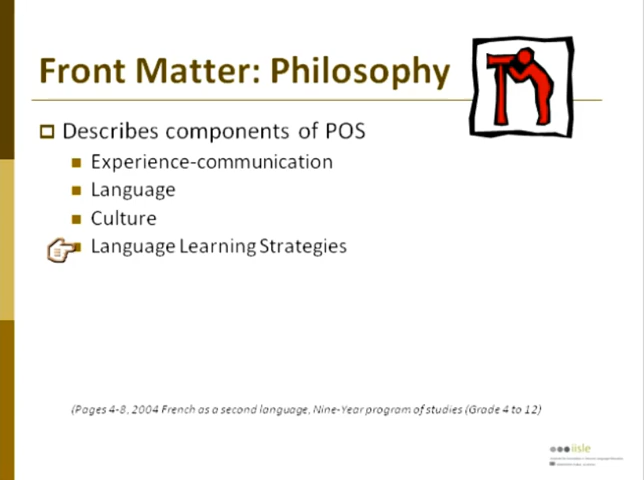 Front Matter: Philosophy
Describes components of POS
Experience-communication
Language
Culture
Language Learning Strategies
(Pages 4-8, 2004 French as a second language, Nine-Year program of studies (Grade 4 to 12)
iisle